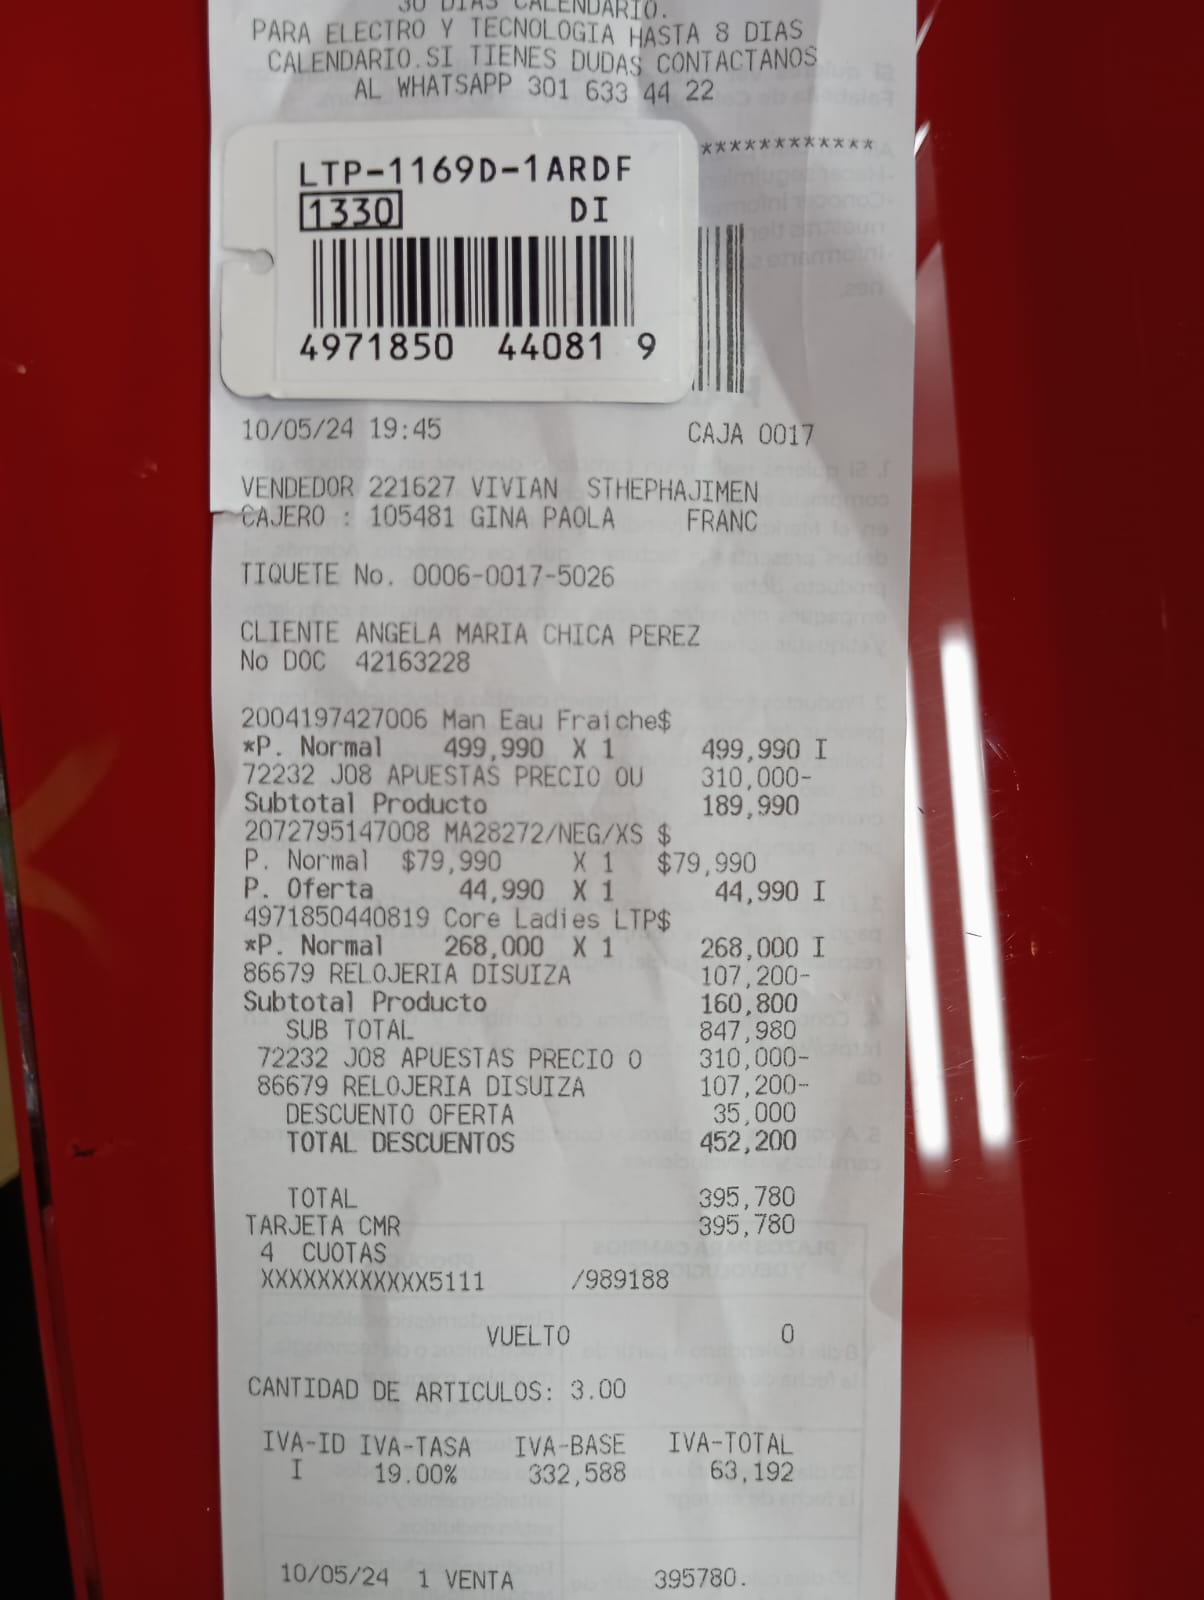 30 DIAS CALENDARIO.
PARA ELECTRO Y TECNOLOGIA HASTA 8 DIAS
CALENDARIO.SI TIENES DUDAS CONTACTANOS
AL WHATSAPP 301 633 44 22
************
LTP-1169D-1ARDF
1330 DI
4971850 44081 9
10/05/24 19:45 CAJA 0017
VENDEDOR 221627 VIVIAN STHEPHAJIMEN
CAJERO : 105481 GINA PAOLA FRANC
TIQUETE No. 0006-0017-5026
CLIENTE ANGELA MARIA CHICA PEREZ
No DOC 42163228
2004197427006 Man Eau Fraiche$
*P. Normal 499,990 X 1 499,990 I
72232 J08 APUESTAS PRECIO OU 310,000-
Subtotal Producto 189,990
2072795147008 MA28272/NEG/XS $
P. Normal $79,990 X 1 $79,990
P. Oferta 44,990 X 1 44,990 I
4971850440819 Core Ladies LTP$
*P. Normal 268,000 X 1 268,000 I
86679 RELOJERIA DISUIZA 107,200-
Subtotal Producto 160,800
SUB TOTAL 847,980
72232 J08 APUESTAS PRECIO O 310,000-
86679 RELOJERIA DISUIZA 107,200-
DESCUENTO OFERTA 35,000
TOTAL DESCUENTOS 452,200
TOTAL 395,780
TARJETA CMR 395,780
4 CUOTAS
XXXXXXXXXXXX5111 /989188
VUELTO 0
CANTIDAD DE ARTICULOS: 3.00
IVA-ID IVA-TASA IVA-BASE IVA-TOTAL
I 19.00% 332,588 63,192
10/05/24 1 VENTA 395780.